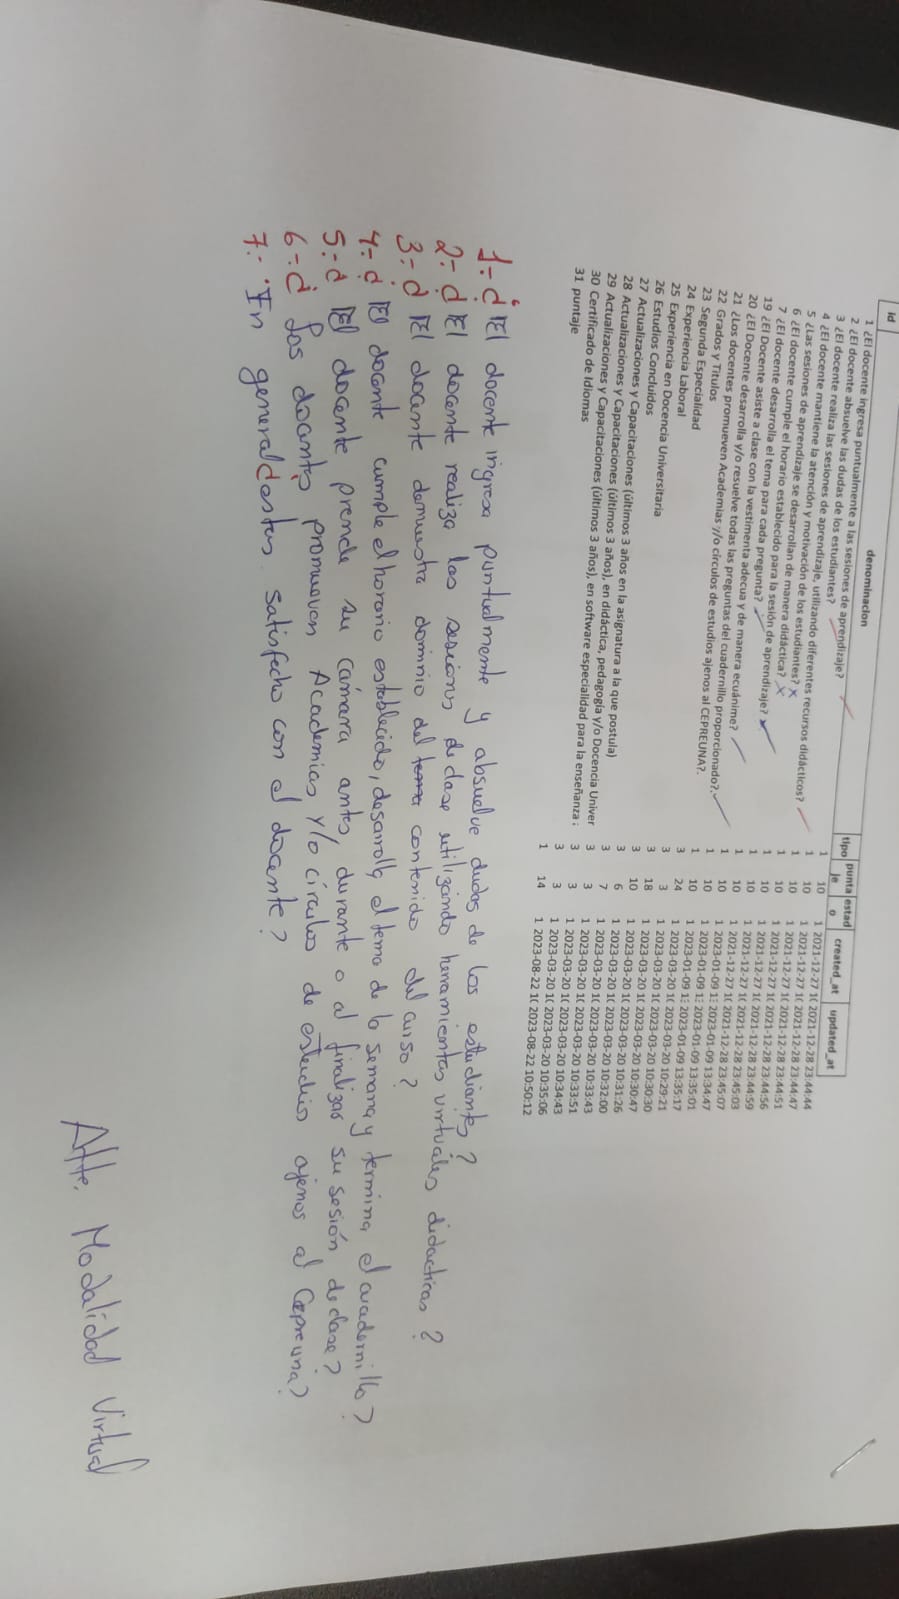 id denominacion tipo puntaje estado created_at updated_at
1 ¿El docente ingresa puntualmente a las sesiones de aprendizaje? 1 10 1 2021-12-27 1( 2021-12-28 23:44:44
2 ¿El docente absuelve las dudas de los estudiantes? 1 10 1 2021-12-27 1( 2021-12-28 23:44:47
3 ¿El docente realiza las sesiones de aprendizaje, utilizando diferentes recursos didácticos? 1 10 1 2021-12-27 1( 2021-12-28 23:44:51
4 ¿El docente mantiene la atención y motivación de los estudiantes? 1 10 1 2021-12-27 1( 2021-12-28 23:44:56
5 ¿Las sesiones de aprendizaje se desarrollan de manera didáctica? 1 10 1 2021-12-27 1( 2021-12-28 23:44:59
6 ¿El docente cumple el horario establecido para la sesión de aprendizaje? 1 10 1 2021-12-27 1( 2021-12-28 23:45:03
7 ¿El docente desarrolla el tema para cada pregunta? 1 10 1 2021-12-27 1( 2021-12-28 23:45:07
19 ¿El Docente asiste a clase con la vestimenta adecua y de manera ecuánime? 1 10 1 2023-01-09 1: 2023-01-09 13:34:47
20 ¿El Docente desarrolla y/o resuelve todas las preguntas del cuadernillo proporcionado?. 1 10 1 2023-01-09 1: 2023-01-09 13:35:01
21 ¿Los docentes promueven Academias y/o círculos de estudios ajenos al CEPREUNA?. 1 10 1 2023-01-09 1: 2023-01-09 13:35:17
22 Grados y Titulos 3 24 1 2023-03-20 1( 2023-03-20 10:29:21
23 Segunda Especialidad 3 3 1 2023-03-20 1( 2023-03-20 10:30:30
24 Experiencia Laboral 3 18 1 2023-03-20 1( 2023-03-20 10:30:47
25 Experiencia en Docencia Universitaria 3 10 1 2023-03-20 1( 2023-03-20 10:31:26
26 Estudios Concluidos 3 6 1 2023-03-20 1( 2023-03-20 10:32:00
27 Actualizaciones y Capacitaciones (últimos 3 años en la asignatura a la que postula) 3 7 1 2023-03-20 1( 2023-03-20 10:33:43
28 Actualizaciones y Capacitaciones (últimos 3 años), en didáctica, pedagogía y/o Docencia Univer 3 3 1 2023-03-20 1( 2023-03-20 10:33:51
29 Actualizaciones y Capacitaciones (últimos 3 años), en software especialidad para la enseñanza 3 3 1 2023-03-20 1( 2023-03-20 10:34:43
30 Certificado de Idiomas 3 3 1 2023-03-20 1( 2023-03-20 10:35:06
31 puntaje 1 14 1 2023-08-22 1( 2023-08-22 10:50:12
1.- ¿El docente ingresa puntualmente y absuelve dudas de los estudiantes?
2.- ¿El docente realiza las sesiones de clase utilizando herramientas virtuales didacticas?
3.- ¿El docente demuestra dominio del tema contenido del curso?
4.- ¿El docente cumple el horario establecido, desarrolla el tema de la semana y termina el cuadernillo?
5.- ¿El docente prende su cámara antes, durante o al finalizas su sesión de clase?
6.- ¿Los docentes promueven Academias y/o círculos de estudios ajenos al Cepreuna?
7.- En general ¿estas satisfecho con el docente?
Atte. Modalidad Virtual